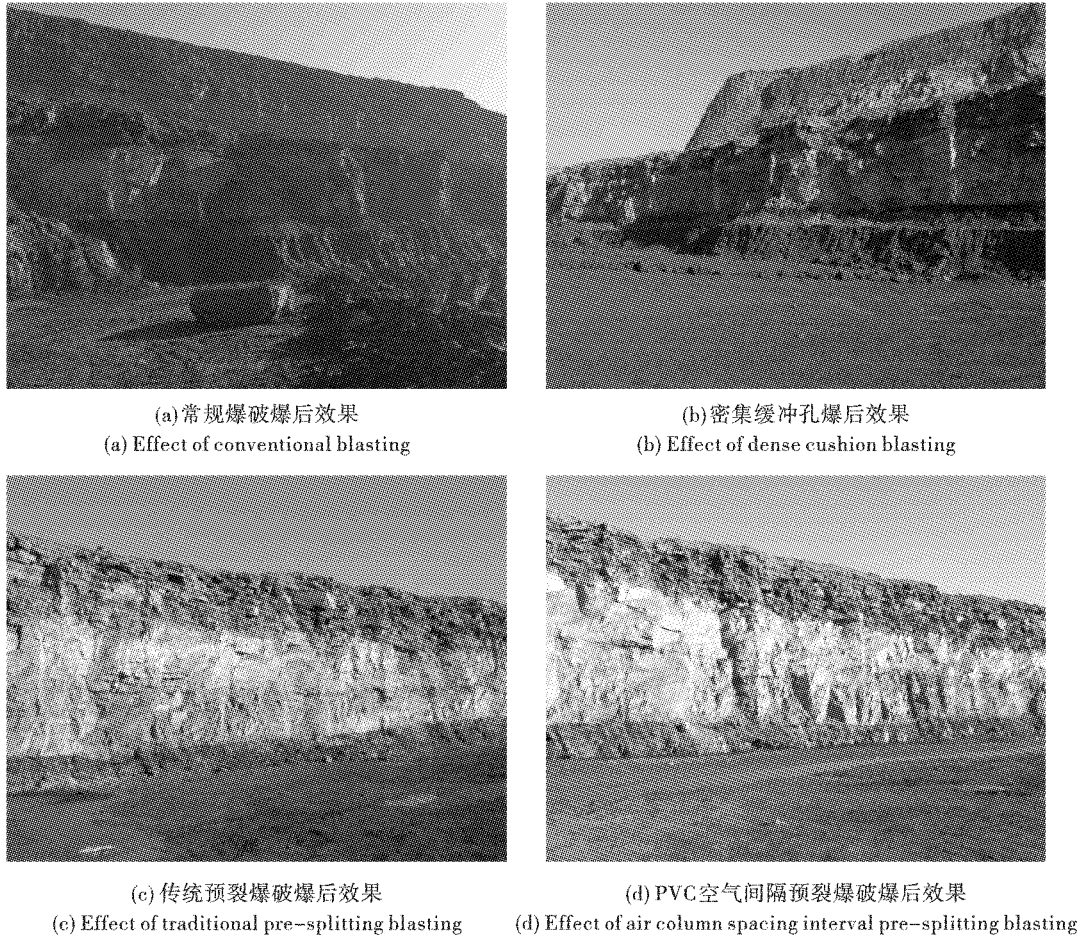 (a)常规爆破爆后效果
(a) Effect of conventional blasting
(b)密集缓冲孔爆后效果
(b) Effect of dense cushion blasting
(c) 传统预裂爆破爆后效果
(c) Effect of traditional pre-splitting blasting
(d) PVC空气间隔预裂爆破爆后效果
(d) Effect of air column spacing interval pre-splitting blasting